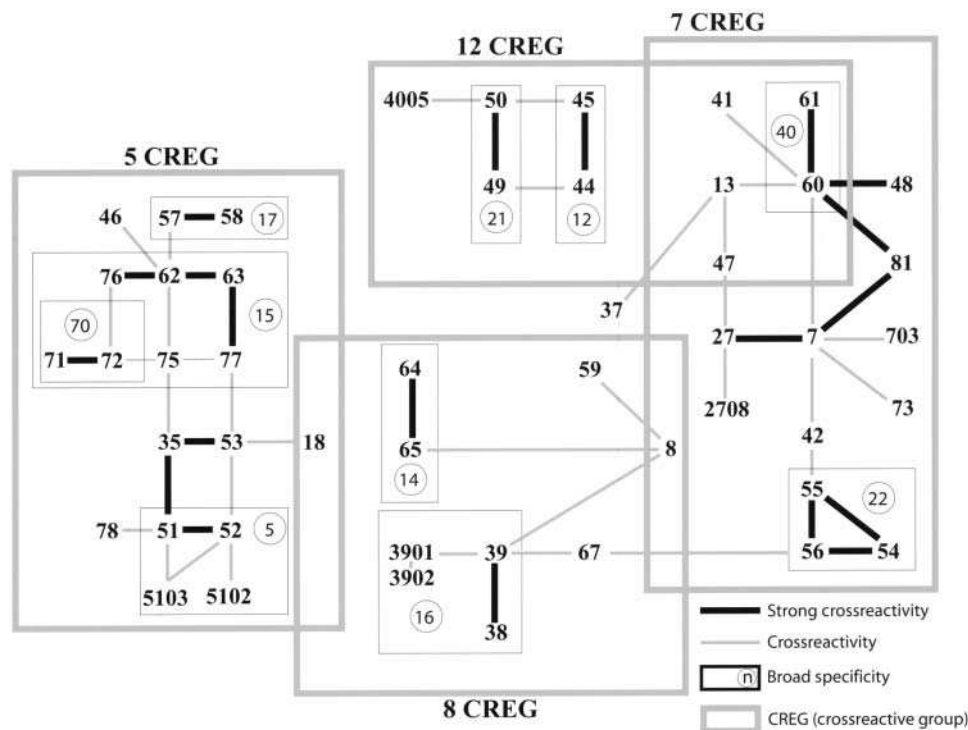 7 CREG
12 CREG
4005 50 45 41 61
40
5 CREG
49 44 13 60 48
46 57 58 17 21 12
76 62 63 47 81
70 15 37
71 72 75 77 27 7 703
64 59
2708 73
35 53 18 65 8 42
14 55 22
78 51 52 5
3901 39 67 56 54
3902
5103 5102
16 38
Strong crossreactivity
Crossreactivity
n Broad specificity
8 CREG
CREG (crossreactive group)